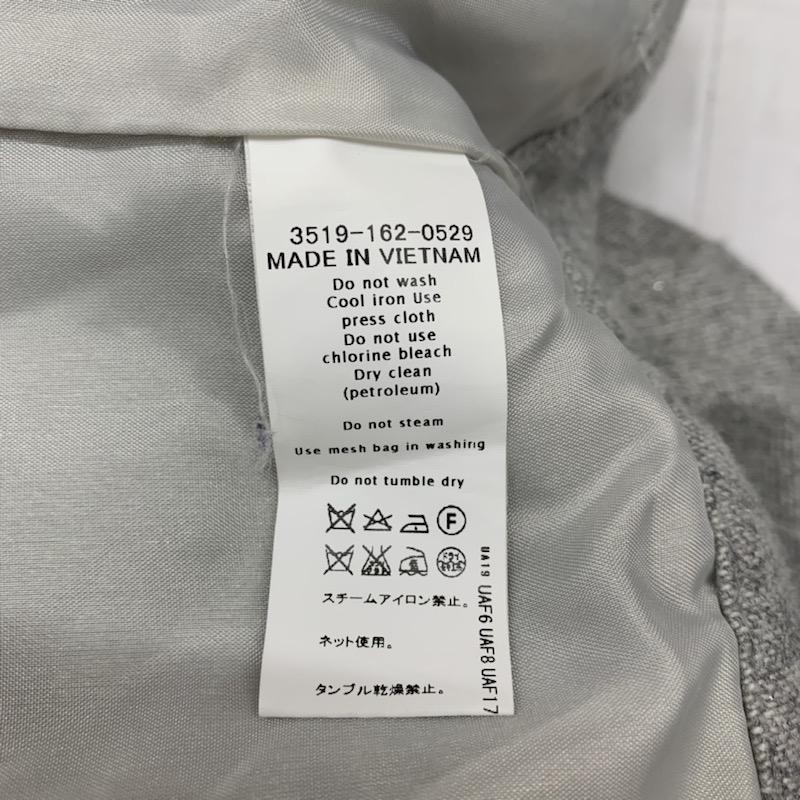 3519-162-0529
MADE IN VIETNAM
Do not wash
Cool iron Use
press cloth
Do not use
chlorine bleach
Dry clean
(petroleum)
Do not steam
Use mesh bag in washing
Do not tumble dry
F
スチームアイロン禁止。
ネット使用。
タンブル乾燥禁止。
UA19 UAF6 UAF8 UAF17